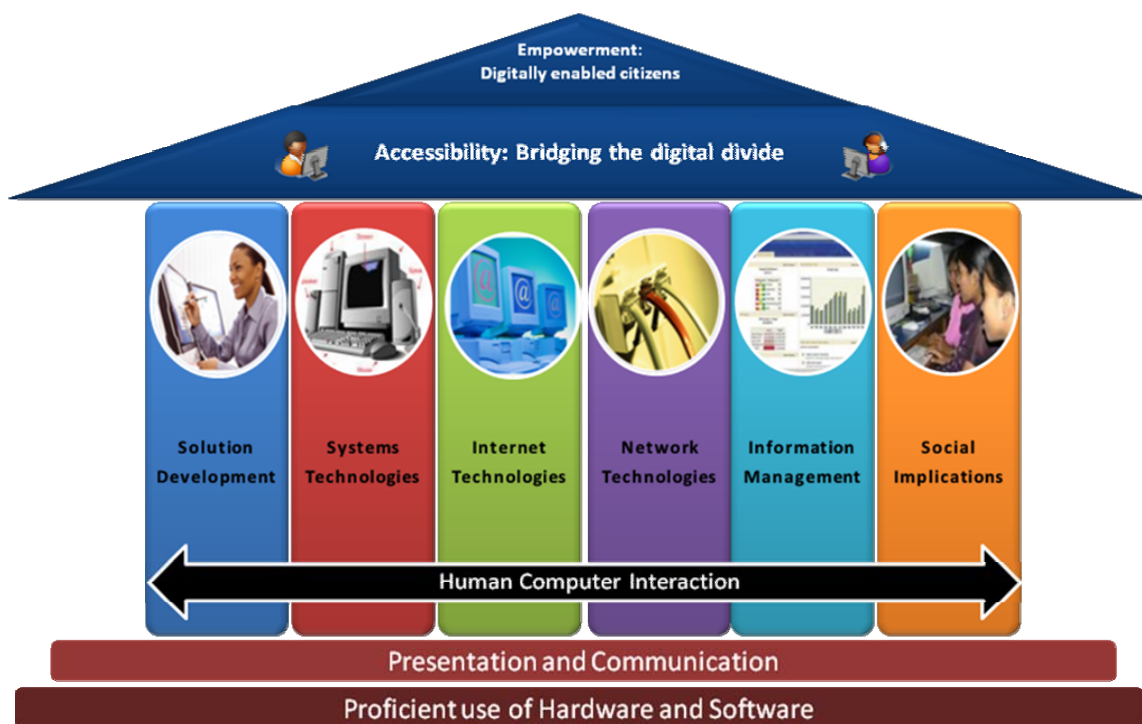 Empowerment:
Digitally enabled citizens
Accessibility: Bridging the digital divide
Solution
Development
Systems
Technologies
Internet
Technologies
Network
Technologies
Information
Management
Social
Implications
Human Computer Interaction
Presentation and Communication
Proficient use of Hardware and Software